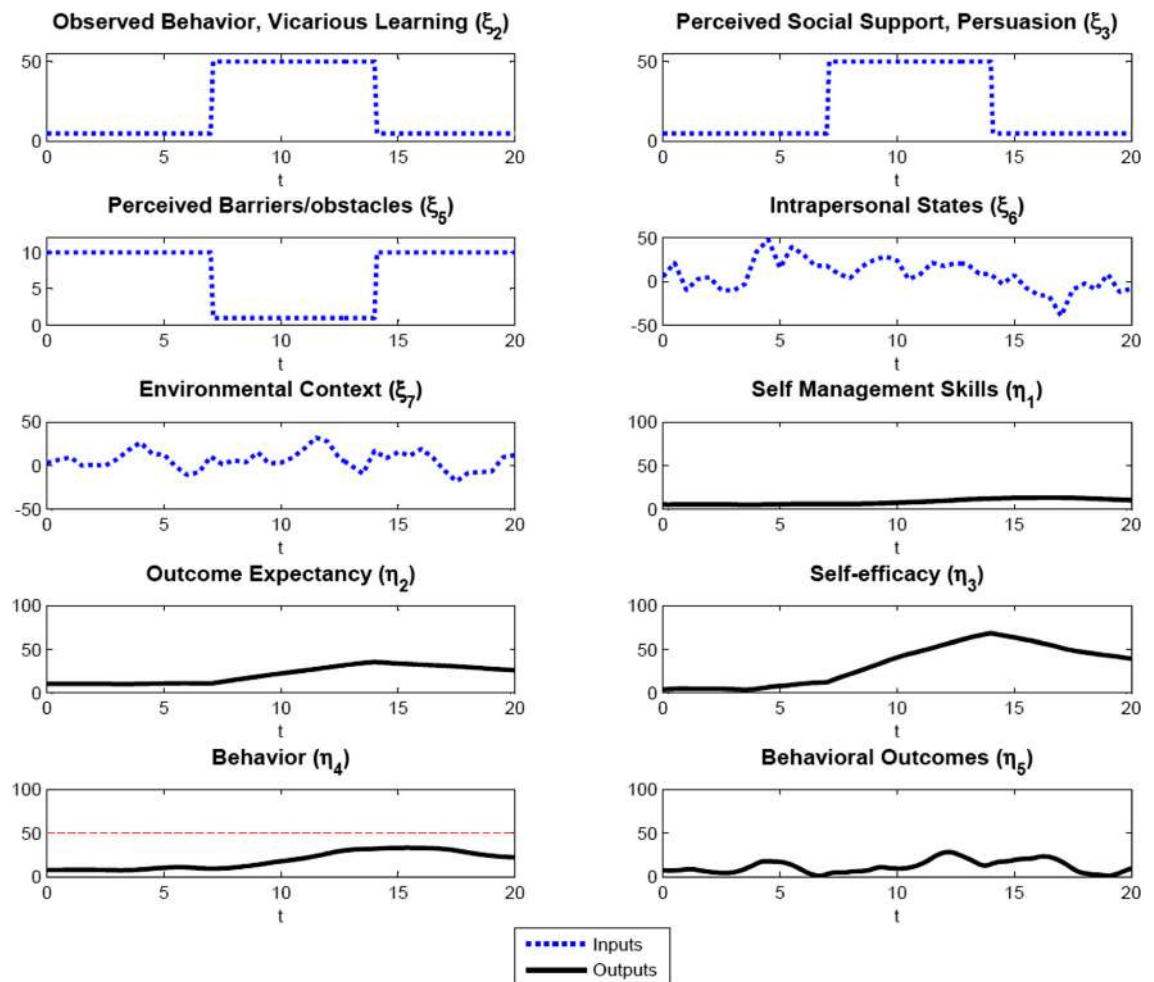 Observed Behavior, Vicarious Learning (ξ2)
50
0
0 5 10 15 20
t
Perceived Social Support, Persuasion (ξ3)
50
0
0 5 10 15 20
t
Perceived Barriers/obstacles (ξ5)
10
5
0
0 5 10 15 20
t
Intrapersonal States (ξ6)
50
0
-50
0 5 10 15 20
t
Environmental Context (ξ7)
50
0
-50
0 5 10 15 20
t
Self Management Skills (η1)
100
50
0
0 5 10 15 20
t
Outcome Expectancy (η2)
100
50
0
0 5 10 15 20
t
Self-efficacy (η3)
100
50
0
0 5 10 15 20
t
Behavior (η4)
100
50
0
0 5 10 15 20
t
Behavioral Outcomes (η5)
100
50
0
0 5 10 15 20
t
Inputs
Outputs